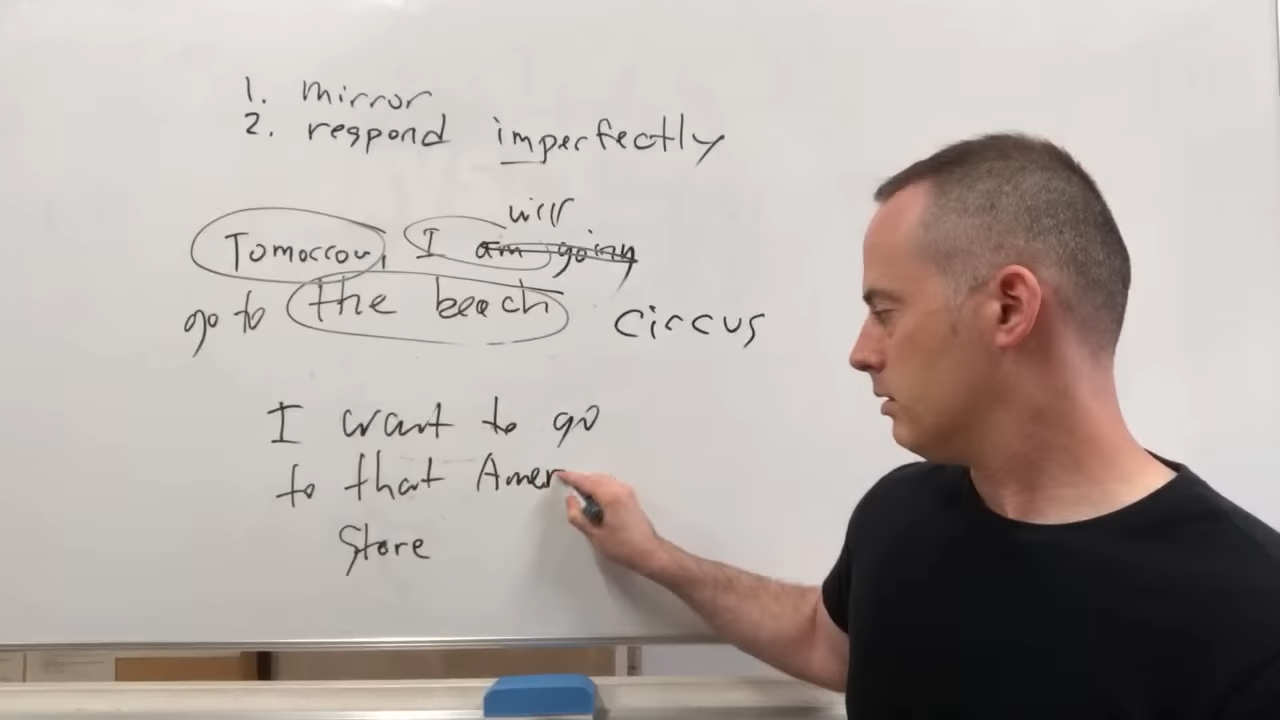 1. mirror
2. respond imperfectly
will
Tomorrow, I am going
go to the beach circus
I want to go
to that Amer
Store